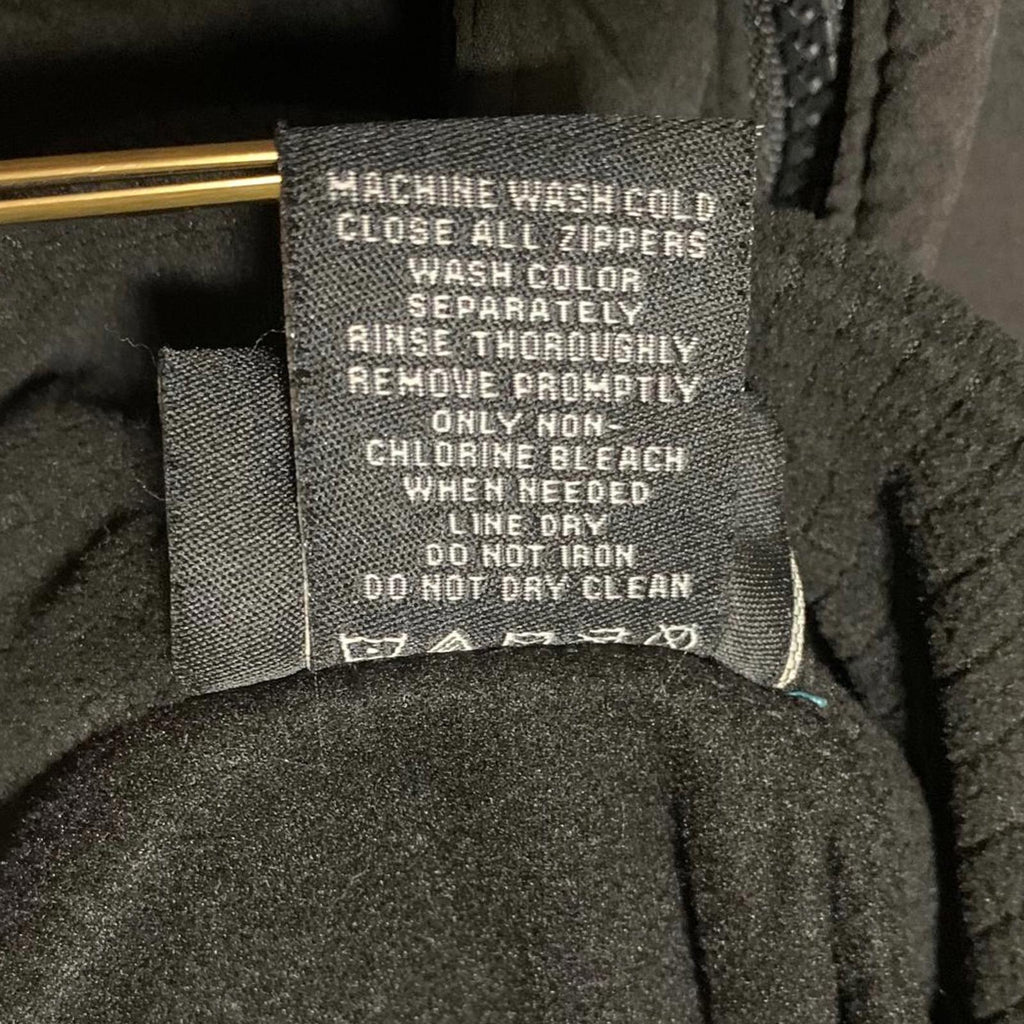 MACHINE WASH COLD
CLOSE ALL ZIPPERS
WASH COLOR
SEPARATELY
RINSE THOROUGHLY
REMOVE PROMPTLY
ONLY NON-
CHLORINE BLEACH
WHEN NEEDED
LINE DRY
DO NOT IRON
DO NOT DRY CLEAN